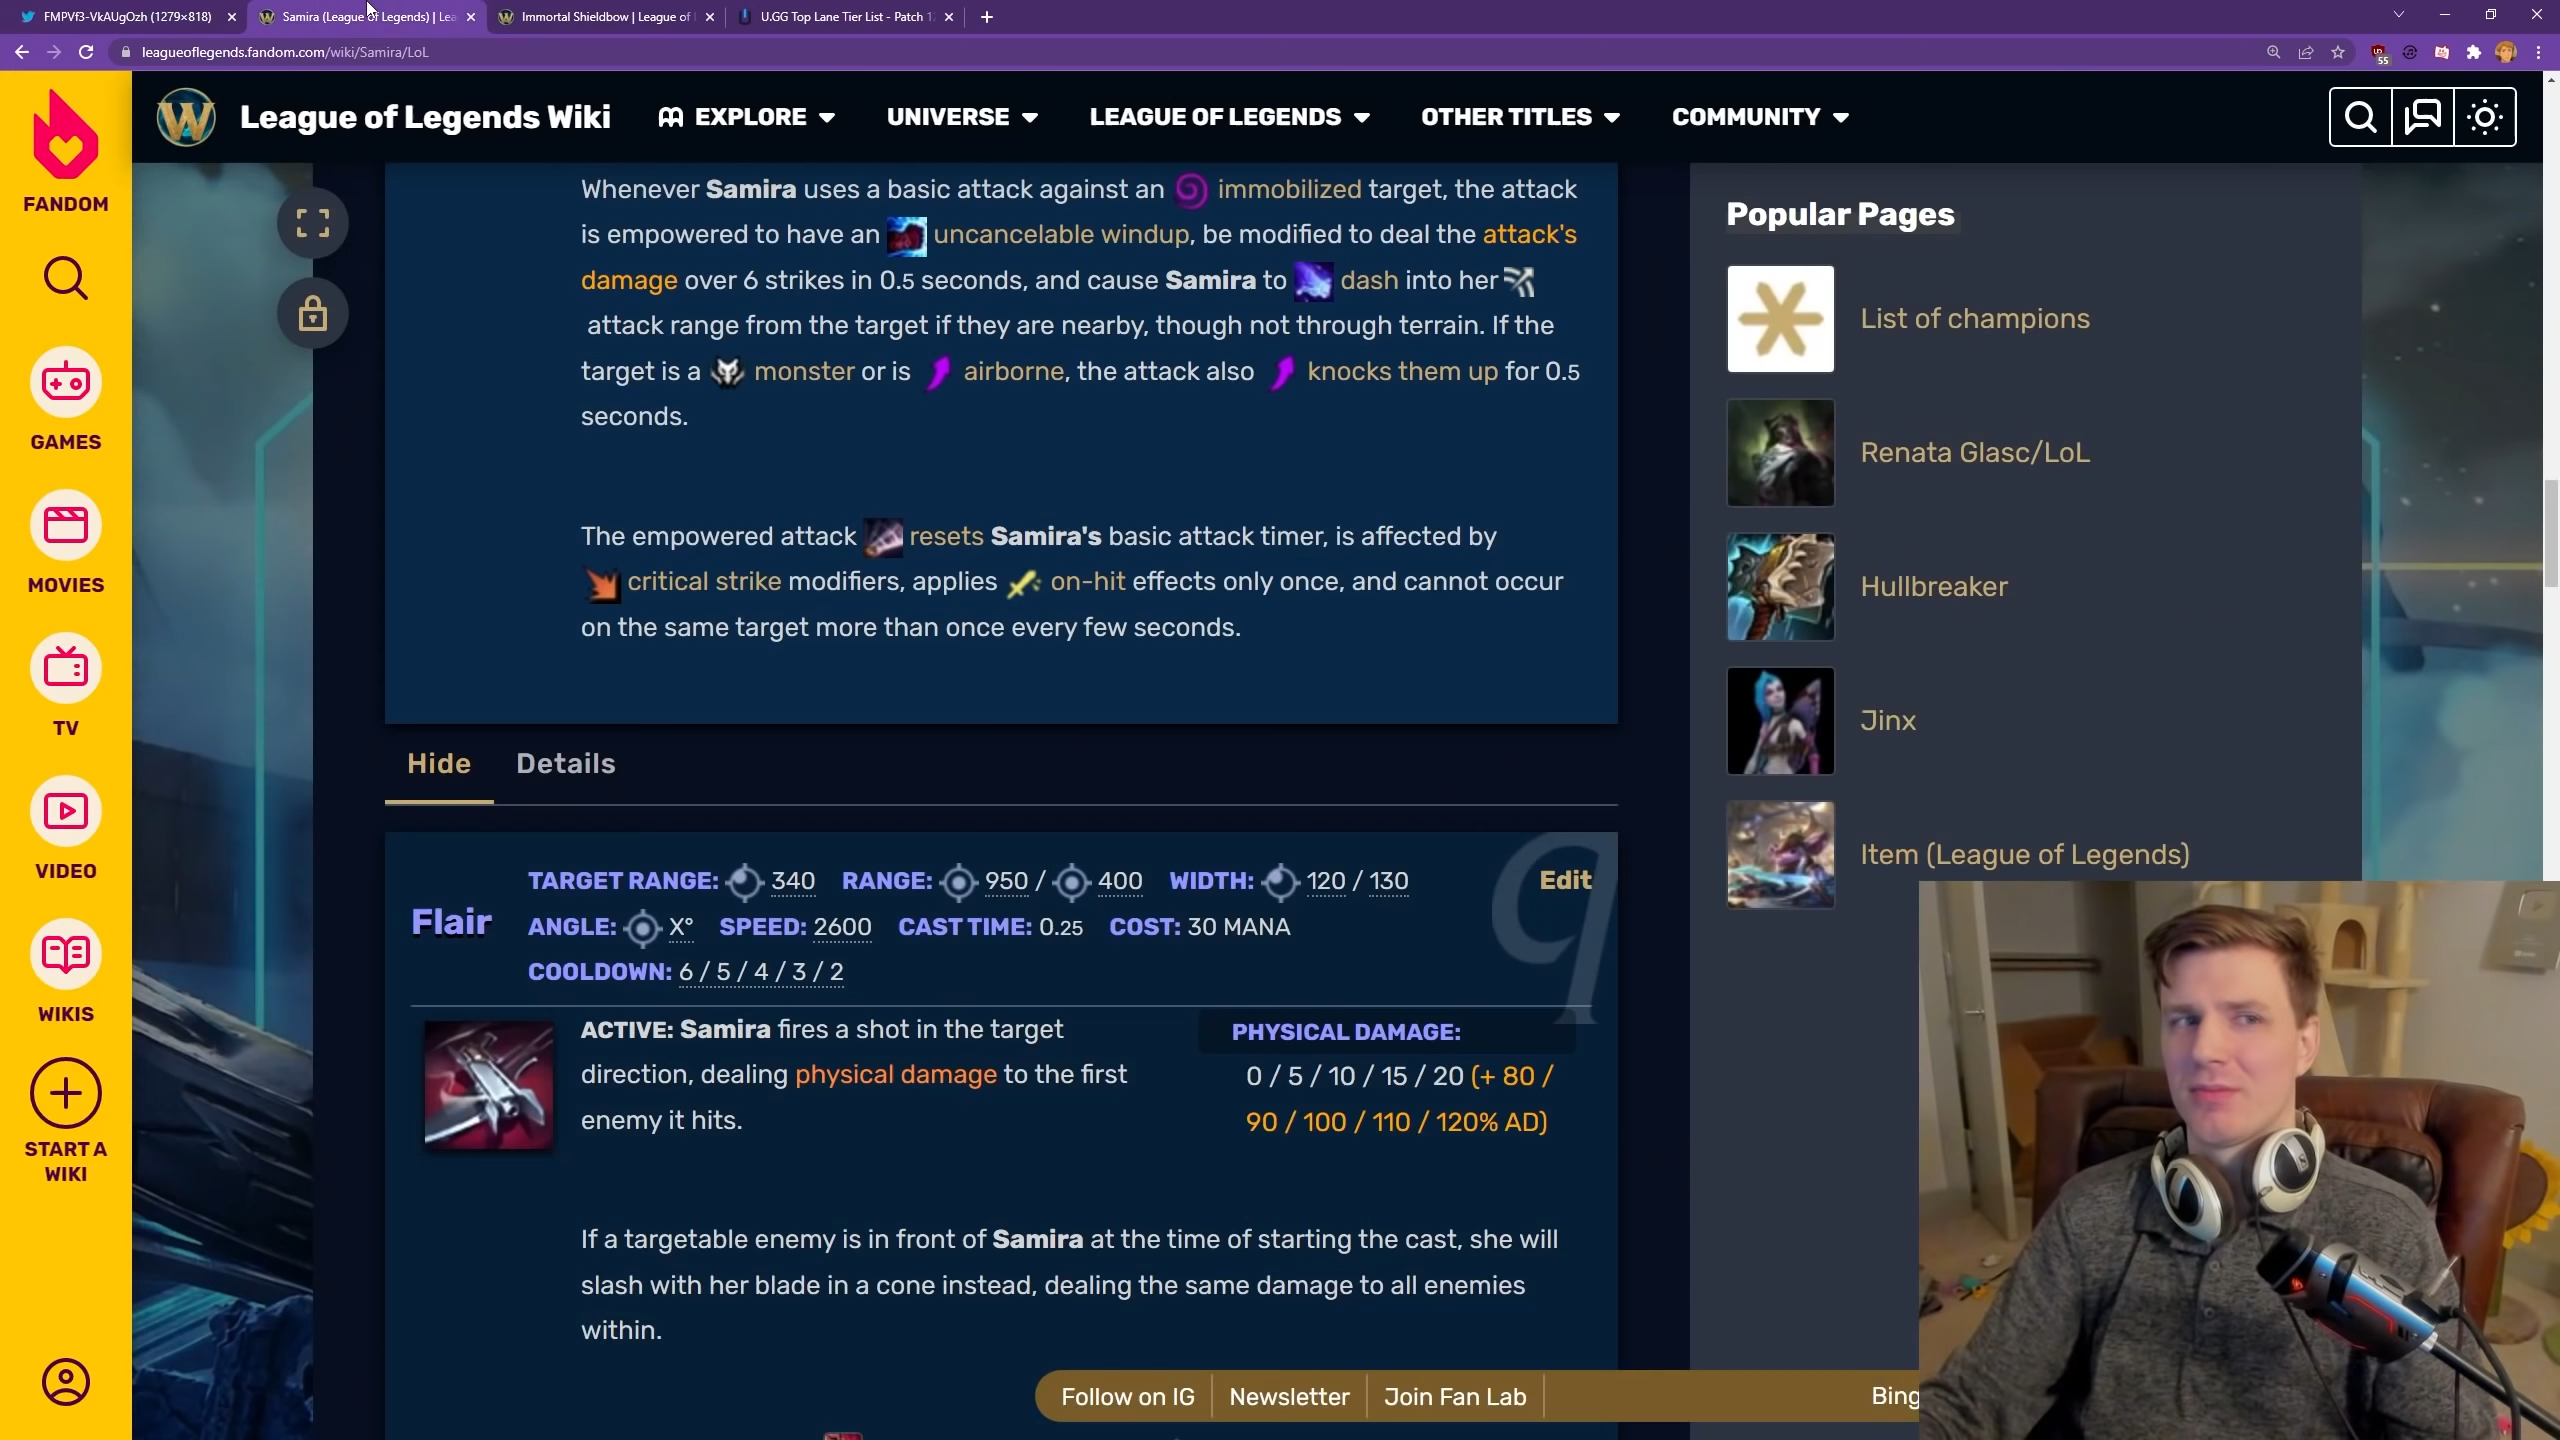 FMPVf3-VkAUgOzh (1279×818)
Samira (League of Legends) | Lea
Immortal Shieldbow | League of
U.GG Top Lane Tier List - Patch 12
leagueoflegends.fandom.com/wiki/Samira/LoL
55
FANDOM
GAMES
MOVIES
TV
VIDEO
WIKIS
START A
WIKI
League of Legends Wiki
EXPLORE
UNIVERSE
LEAGUE OF LEGENDS
OTHER TITLES
COMMUNITY
Whenever Samira uses a basic attack against an immobilized target, the attack
is empowered to have an uncancelable windup, be modified to deal the attack's
damage over 6 strikes in 0.5 seconds, and cause Samira to dash into her
attack range from the target if they are nearby, though not through terrain. If the
target is a monster or is airborne, the attack also knocks them up for 0.5
seconds.
The empowered attack resets Samira's basic attack timer, is affected by
critical strike modifiers, applies on-hit effects only once, and cannot occur
on the same target more than once every few seconds.
Hide
Details
Flair
TARGET RANGE: 340 RANGE: 950 / 400 WIDTH: 120 / 130
ANGLE: X° SPEED: 2600 CAST TIME: 0.25 COST: 30 MANA
COOLDOWN: 6 / 5 / 4 / 3 / 2
Edit
q
ACTIVE: Samira fires a shot in the target
direction, dealing physical damage to the first
enemy it hits.
PHYSICAL DAMAGE:
0 / 5 / 10 / 15 / 20 (+ 80 /
90 / 100 / 110 / 120% AD)
If a targetable enemy is in front of Samira at the time of starting the cast, she will
slash with her blade in a cone instead, dealing the same damage to all enemies
within.
Popular Pages
List of champions
Renata Glasc/LoL
Hullbreaker
Jinx
Item (League of Legends)
Follow on IG
Newsletter
Join Fan Lab
Bing